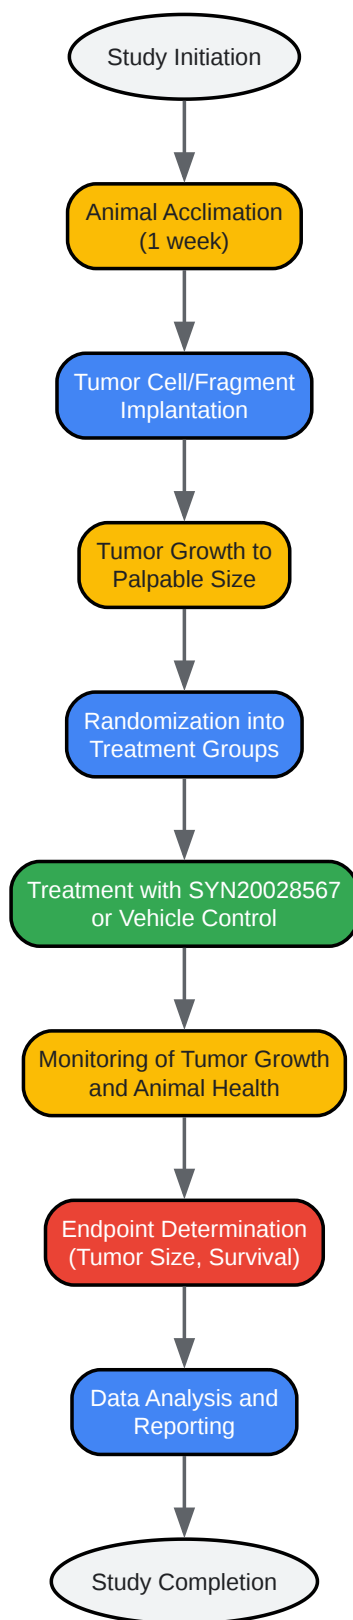 Study Initiation
Animal Acclimation
(1 week)
Tumor Cell/Fragment
Implantation
Tumor Growth to
Palpable Size
Randomization into
Treatment Groups
Treatment with SYN20028567
or Vehicle Control
Monitoring of Tumor Growth
and Animal Health
Endpoint Determination
(Tumor Size, Survival)
Data Analysis and
Reporting
Study Completion